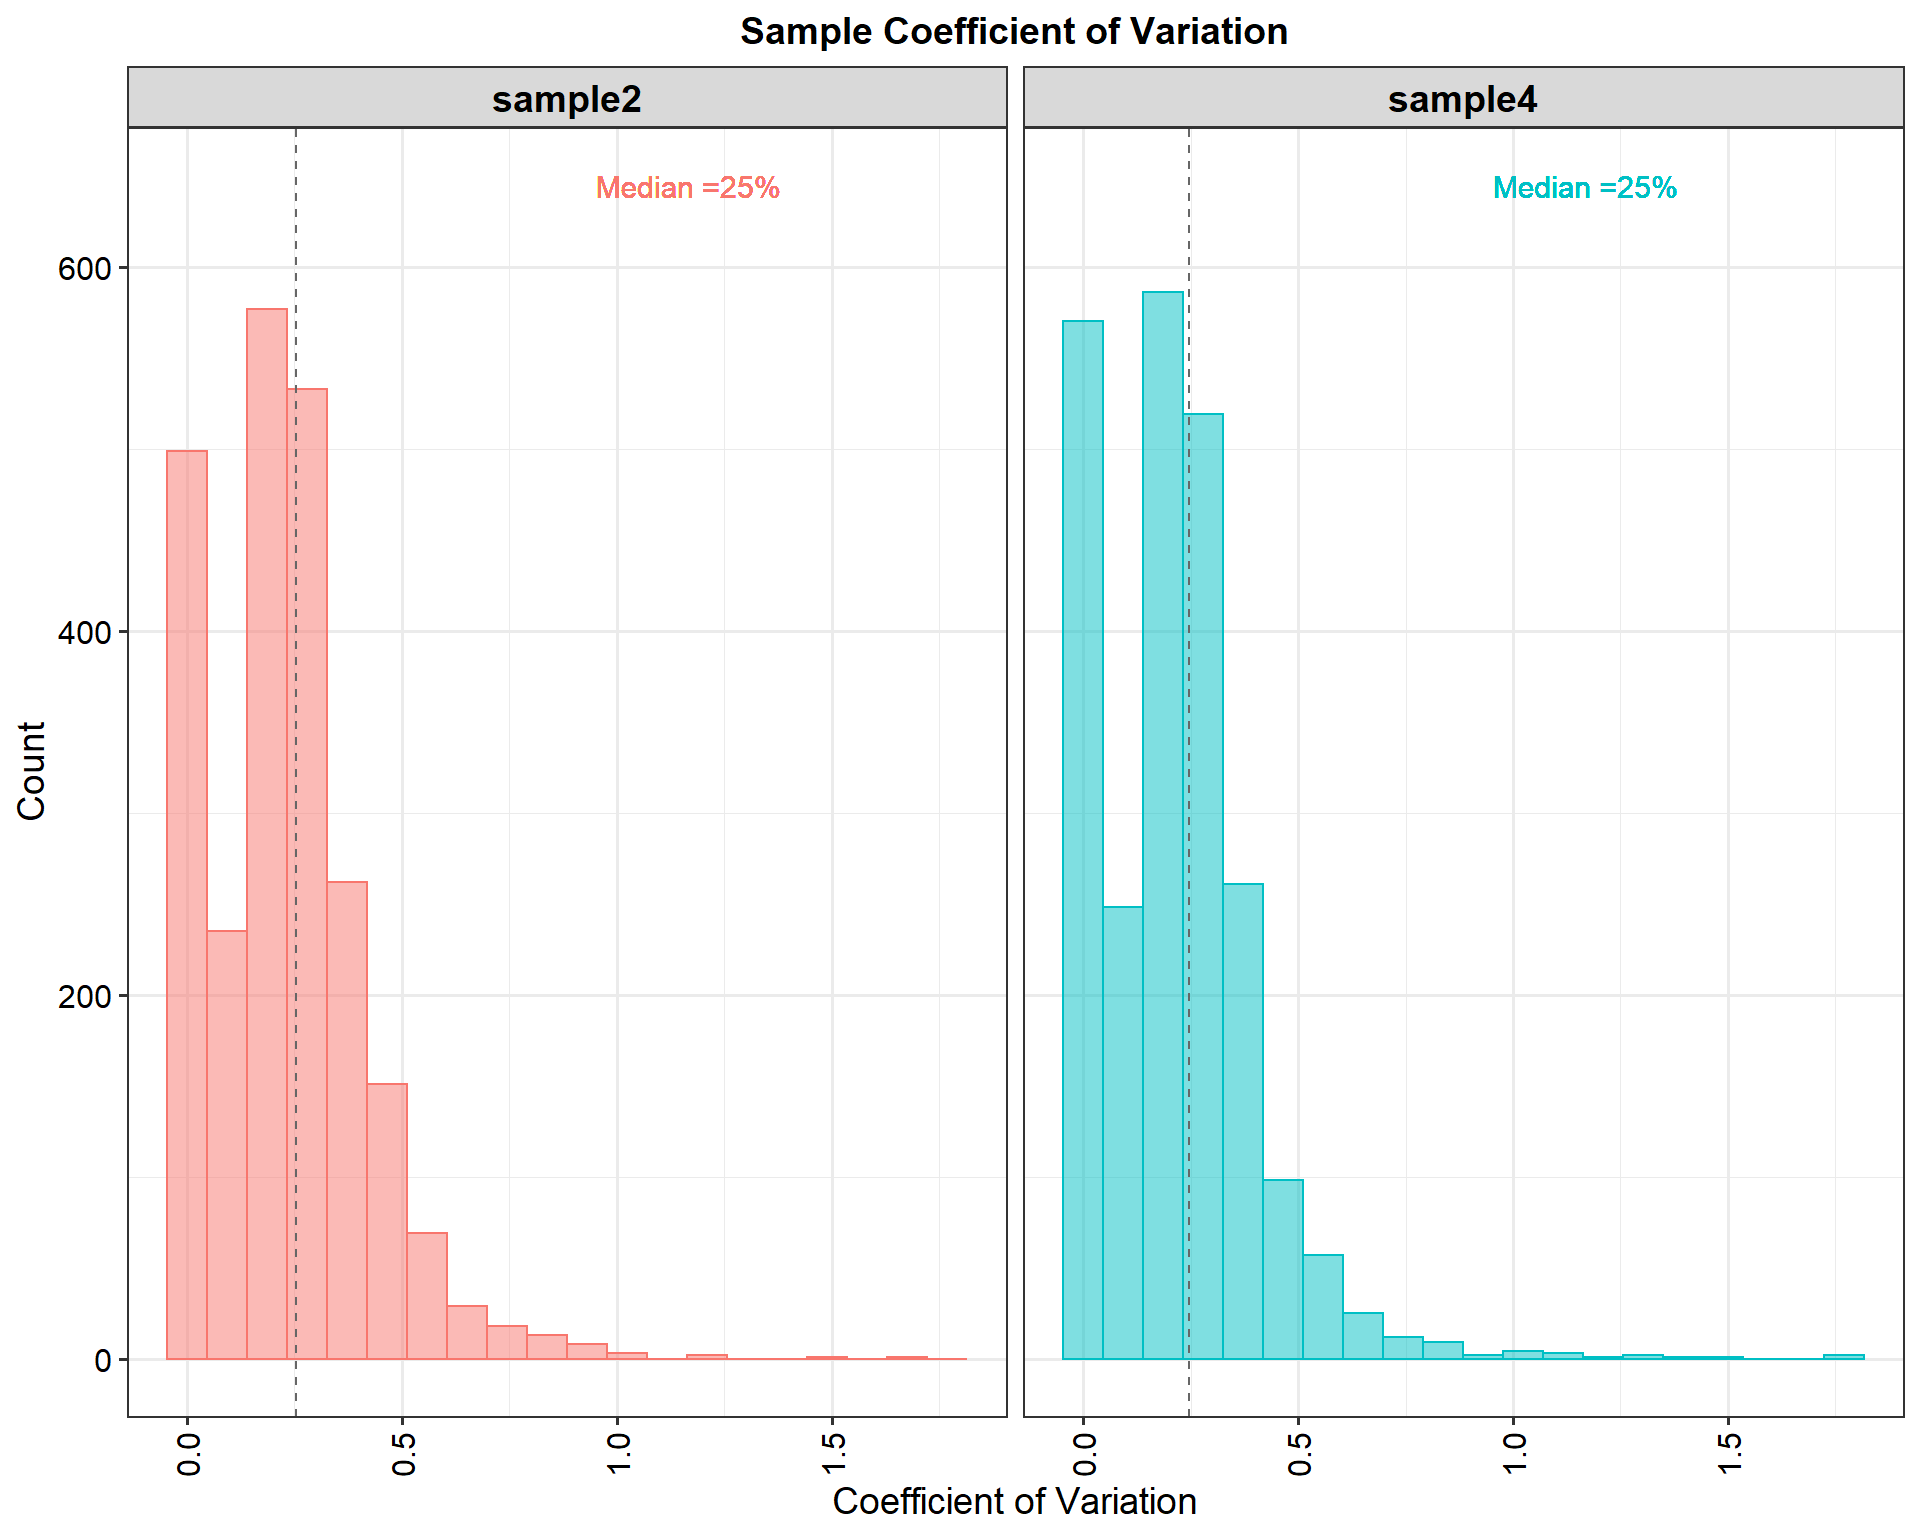 Sample Coefficient of Variation
sample2
sample4
Median =25%
Median =25%
600
400
200
0
Count
0.0
0.5
1.0
1.5
0.0
0.5
1.0
1.5
Coefficient of Variation